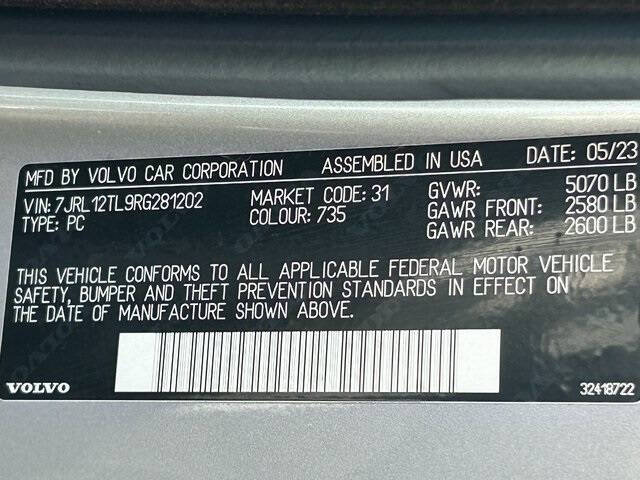 MFD BY VOLVO CAR CORPORATION ASSEMBLED IN USA DATE: 05/23
VIN: 7JRL12TL9RG281202 MARKET CODE: 31 GVWR: 5070 LB
TYPE: PC COLOUR: 735 GAWR FRONT: 2580 LB
GAWR REAR: 2600 LB
THIS VEHICLE CONFORMS TO ALL APPLICABLE FEDERAL MOTOR VEHICLE
SAFETY, BUMPER AND THEFT PREVENTION STANDARDS IN EFFECT ON
THE DATE OF MANUFACTURE SHOWN ABOVE.
VOLVO 32418722